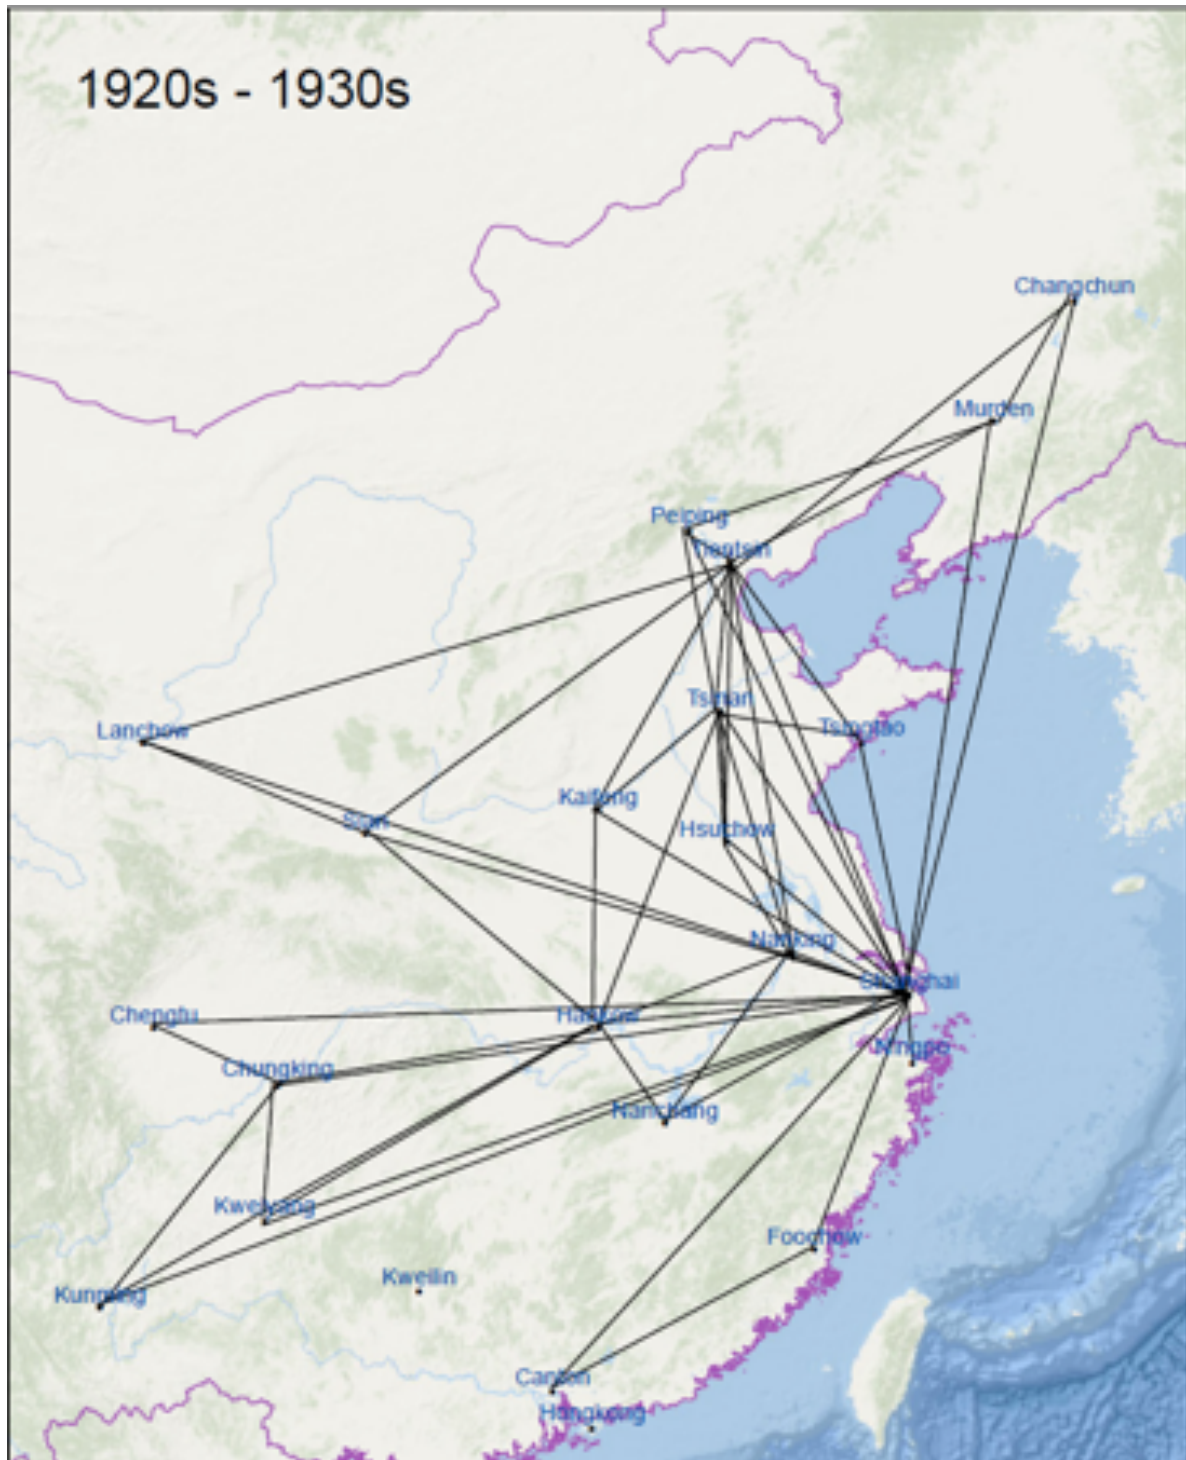 1920s - 1930s
Changchun
Murden
Peiping
Tientsin
Tsinan
Tsingtao
Lanchow
Kaifeng
Sian
Hsuchow
Nanking
Shanghai
Chengtu
Hankow
Ningpo
Chungking
Nanchang
Kweiyang
Foochow
Kweilin
Kunming
Canton
Hongkong